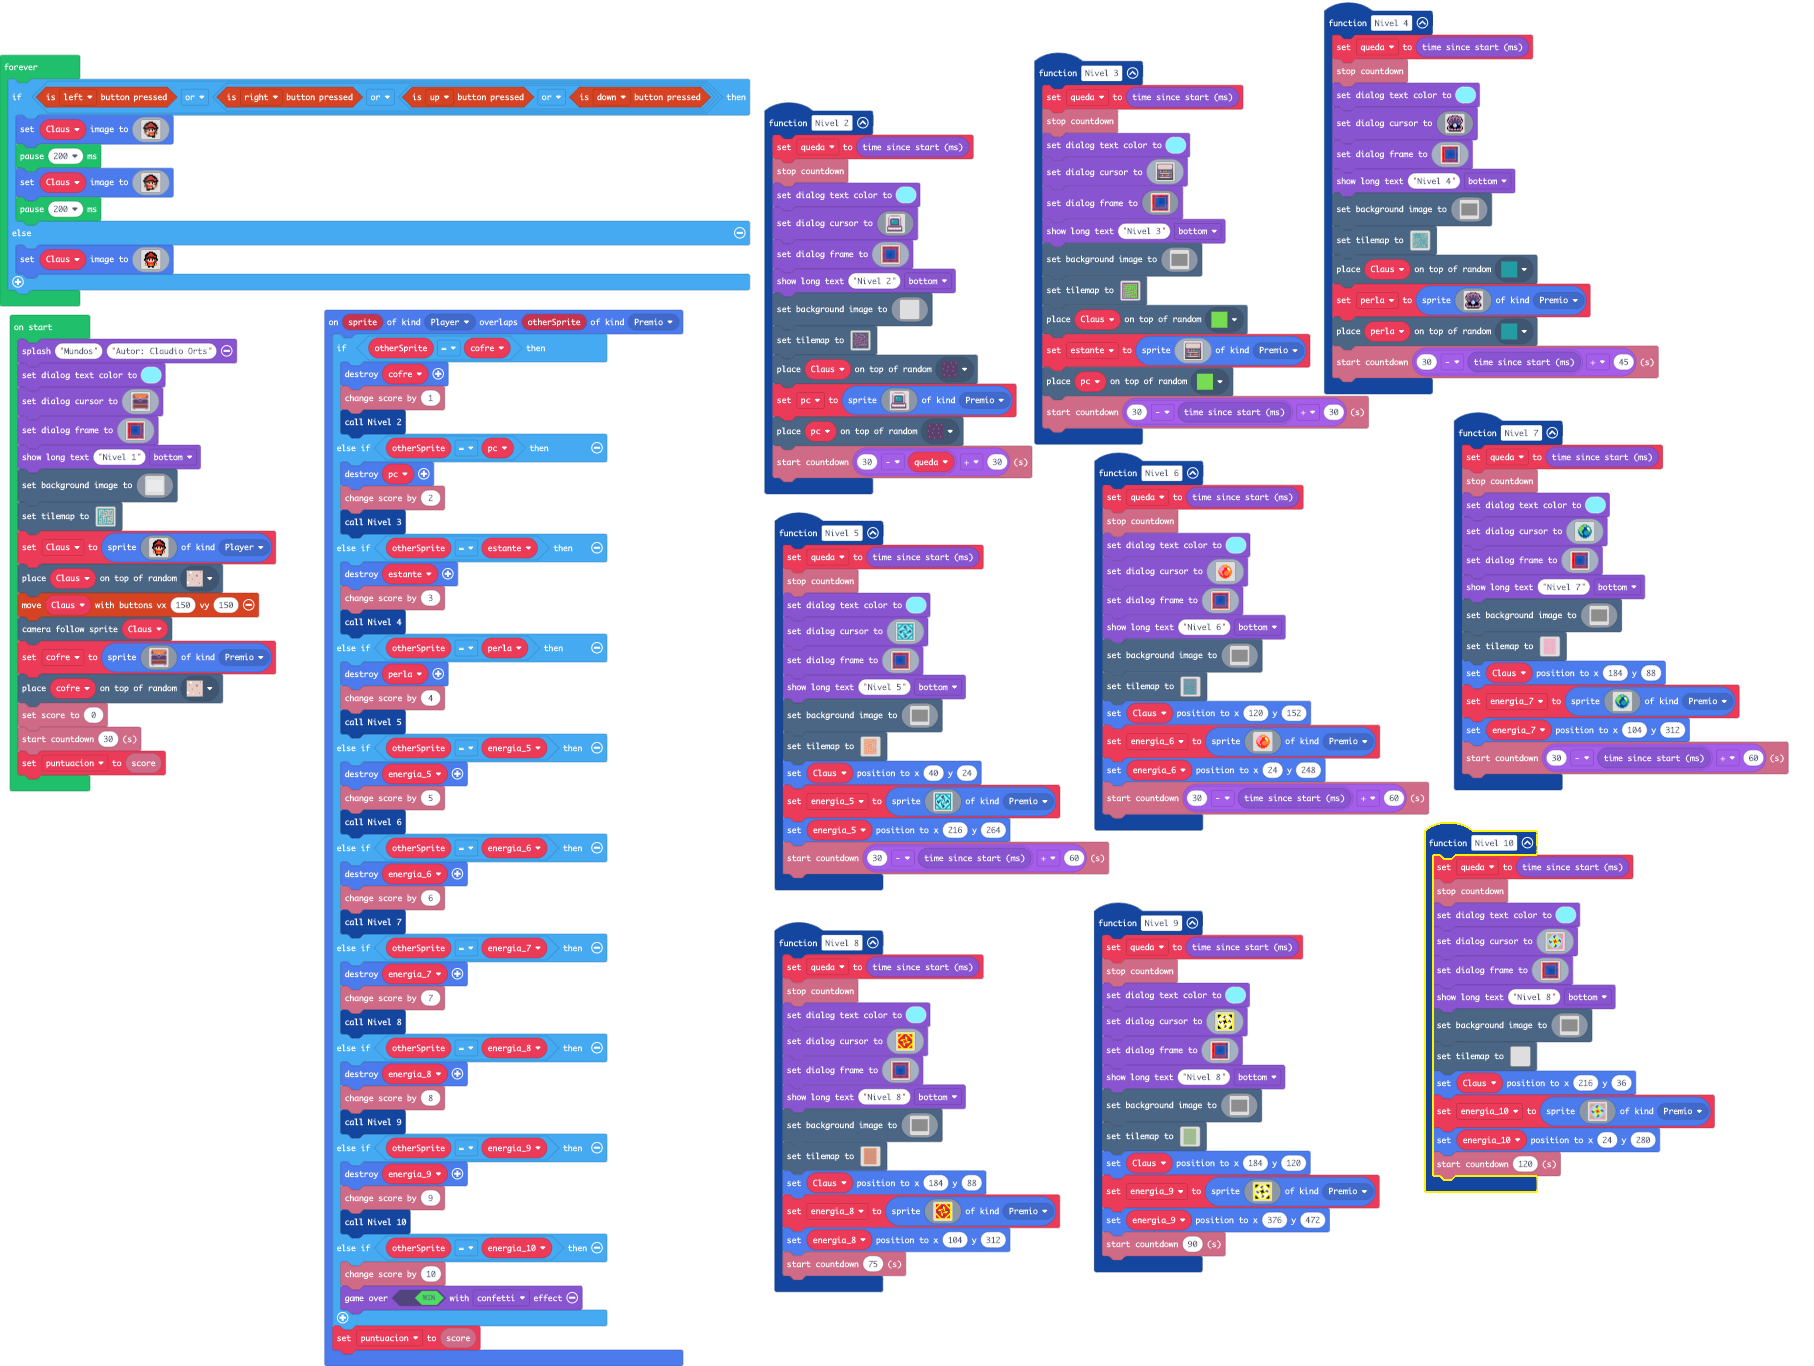 forever
if is left button pressed or is right button pressed or is up button pressed or is down button pressed then
set Claus image to
pause 200 ms
set Claus image to
pause 200 ms
else
set Claus image to
on start
splash "Mundos" "Autor: Claudio Orts"
set dialog text color to
set dialog cursor to
set dialog frame to
show long text "Nivel 1" bottom
set background image to
set tilemap to
set Claus to sprite of kind Player
place Claus on top of random
move Claus with buttons vx 150 vy 150
camera follow sprite Claus
set cofre to sprite of kind Premio
place cofre on top of random
set score to 0
start countdown 30 (s)
set puntuacion to score
on sprite of kind Player overlaps otherSprite of kind Premio
if otherSprite = cofre then
destroy cofre
change score by 1
call Nivel 2
else if otherSprite = pc then
destroy pc
change score by 2
call Nivel 3
else if otherSprite = estante then
destroy estante
change score by 3
call Nivel 4
else if otherSprite = perla then
destroy perla
change score by 4
call Nivel 5
else if otherSprite = energia_5 then
destroy energia_5
change score by 5
call Nivel 6
else if otherSprite = energia_6 then
destroy energia_6
change score by 6
call Nivel 7
else if otherSprite = energia_7 then
destroy energia_7
change score by 7
call Nivel 8
else if otherSprite = energia_8 then
destroy energia_8
change score by 8
call Nivel 9
else if otherSprite = energia_9 then
destroy energia_9
change score by 9
call Nivel 10
else if otherSprite = energia_10 then
change score by 10
game over WIN with confetti effect
set puntuacion to score
function Nivel 2
set queda to time since start (ms)
stop countdown
set dialog text color to
set dialog cursor to
set dialog frame to
show long text "Nivel 2" bottom
set background image to
set tilemap to
place Claus on top of random
set pc to sprite of kind Premio
place pc on top of random
start countdown 30 - queda + 30 (s)
function Nivel 3
set queda to time since start (ms)
stop countdown
set dialog text color to
set dialog cursor to
set dialog frame to
show long text "Nivel 3" bottom
set background image to
set tilemap to
place Claus on top of random
set estante to sprite of kind Premio
place pc on top of random
start countdown 30 - time since start (ms) + 30 (s)
function Nivel 4
set queda to time since start (ms)
stop countdown
set dialog text color to
set dialog cursor to
set dialog frame to
show long text "Nivel 4" bottom
set background image to
set tilemap to
place Claus on top of random
set perla to sprite of kind Premio
place perla on top of random
start countdown 30 - time since start (ms) + 45 (s)
function Nivel 5
set queda to time since start (ms)
stop countdown
set dialog text color to
set dialog cursor to
set dialog frame to
show long text "Nivel 5" bottom
set background image to
set tilemap to
set Claus position to x 40 y 24
set energia_5 to sprite of kind Premio
set energia_5 position to x 216 y 264
start countdown 30 - time since start (ms) + 60 (s)
function Nivel 6
set queda to time since start (ms)
stop countdown
set dialog text color to
set dialog cursor to
set dialog frame to
show long text "Nivel 6" bottom
set background image to
set tilemap to
set Claus position to x 120 y 152
set energia_6 to sprite of kind Premio
set energia_6 position to x 24 y 248
start countdown 30 - time since start (ms) + 60 (s)
function Nivel 7
set queda to time since start (ms)
stop countdown
set dialog text color to
set dialog cursor to
set dialog frame to
show long text "Nivel 7" bottom
set background image to
set tilemap to
set Claus position to x 184 y 88
set energia_7 to sprite of kind Premio
set energia_7 position to x 104 y 312
start countdown 30 - time since start (ms) + 60 (s)
function Nivel 8
set queda to time since start (ms)
stop countdown
set dialog text color to
set dialog cursor to
set dialog frame to
show long text "Nivel 8" bottom
set background image to
set tilemap to
set Claus position to x 184 y 88
set energia_8 to sprite of kind Premio
set energia_8 position to x 104 y 312
start countdown 75 (s)
function Nivel 9
set queda to time since start (ms)
stop countdown
set dialog text color to
set dialog cursor to
set dialog frame to
show long text "Nivel 8" bottom
set background image to
set tilemap to
set Claus position to x 184 y 120
set energia_9 to sprite of kind Premio
set energia_9 position to x 376 y 472
start countdown 90 (s)
function Nivel 10
set queda to time since start (ms)
stop countdown
set dialog text color to
set dialog cursor to
set dialog frame to
show long text "Nivel 8" bottom
set background image to
set tilemap to
set Claus position to x 216 y 36
set energia_10 to sprite of kind Premio
set energia_10 position to x 24 y 280
start countdown 120 (s)